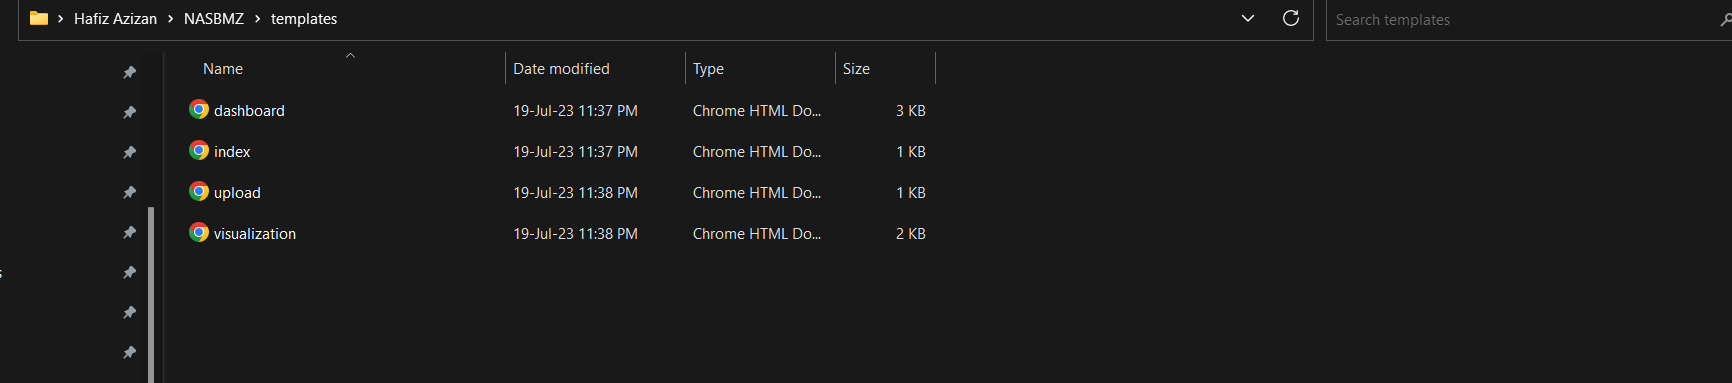 Hafiz Azizan > NASBMZ > templates
Search templates
Name Date modified Type Size
dashboard 19-Jul-23 11:37 PM Chrome HTML Do... 3 KB
index 19-Jul-23 11:37 PM Chrome HTML Do... 1 KB
upload 19-Jul-23 11:38 PM Chrome HTML Do... 1 KB
visualization 19-Jul-23 11:38 PM Chrome HTML Do... 2 KB
s